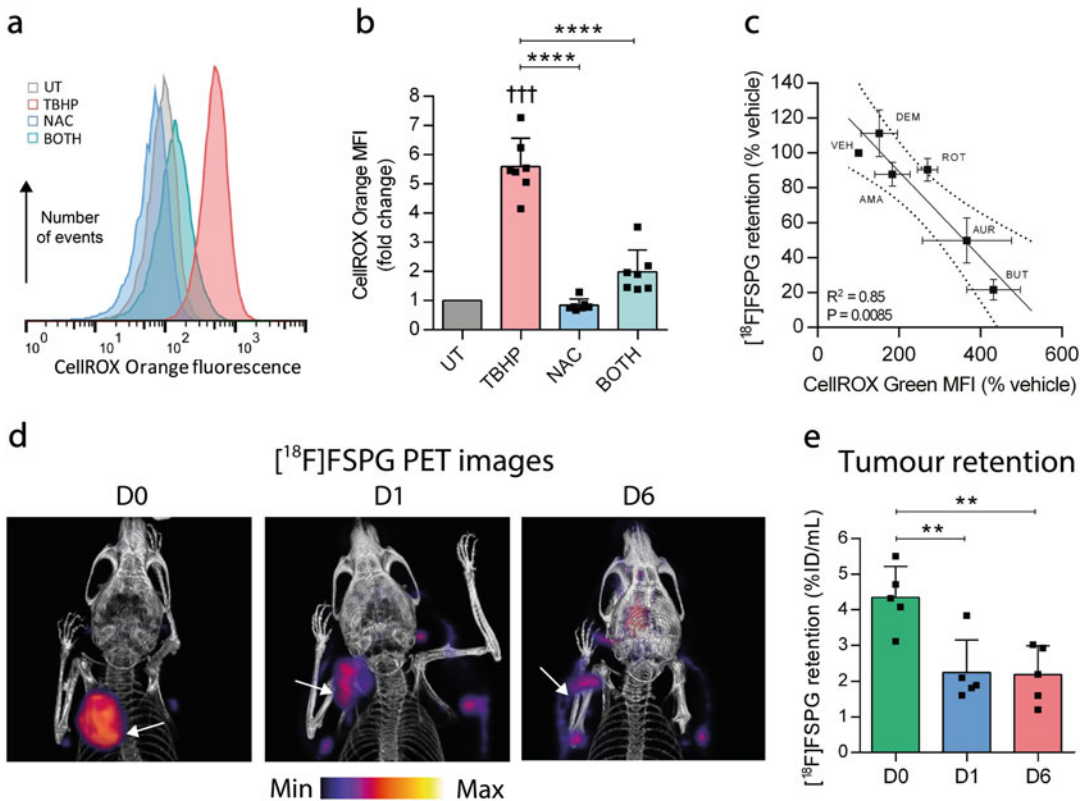 a
UT
TBHP
NAC
BOTH
Number
of events
10⁰ 10¹ 10² 10³
CellROX Orange fluorescence
b
****
****
†††
8
7
6
5
4
3
2
1
0
CellROX Orange MFI
(fold change)
UT TBHP NAC BOTH
c
140
120
100
80
60
40
20
0
[¹⁸F]FSPG retention (% vehicle)
DEM
VEH
ROT
AMA
AUR
BUT
R² = 0.85
P = 0.0085
0 200 400 600
CellROX Green MFI (% vehicle)
d
[¹⁸F]FSPG PET images
D0 D1 D6
Min Max
e
Tumour retention
**
**
6
5
4
3
2
1
0
[¹⁸F]FSPG retention (%ID/mL)
D0 D1 D6